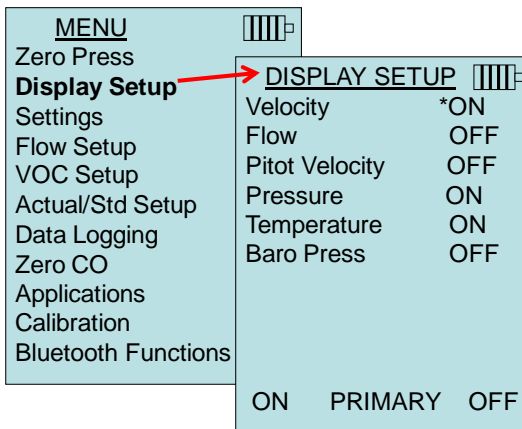 MENU
Zero Press
Display Setup
Settings
Flow Setup
VOC Setup
Actual/Std Setup
Data Logging
Zero CO
Applications
Calibration
Bluetooth Functions
DISPLAY SETUP
Velocity *ON
Flow OFF
Pitot Velocity OFF
Pressure ON
Temperature ON
Baro Press OFF
ON PRIMARY OFF